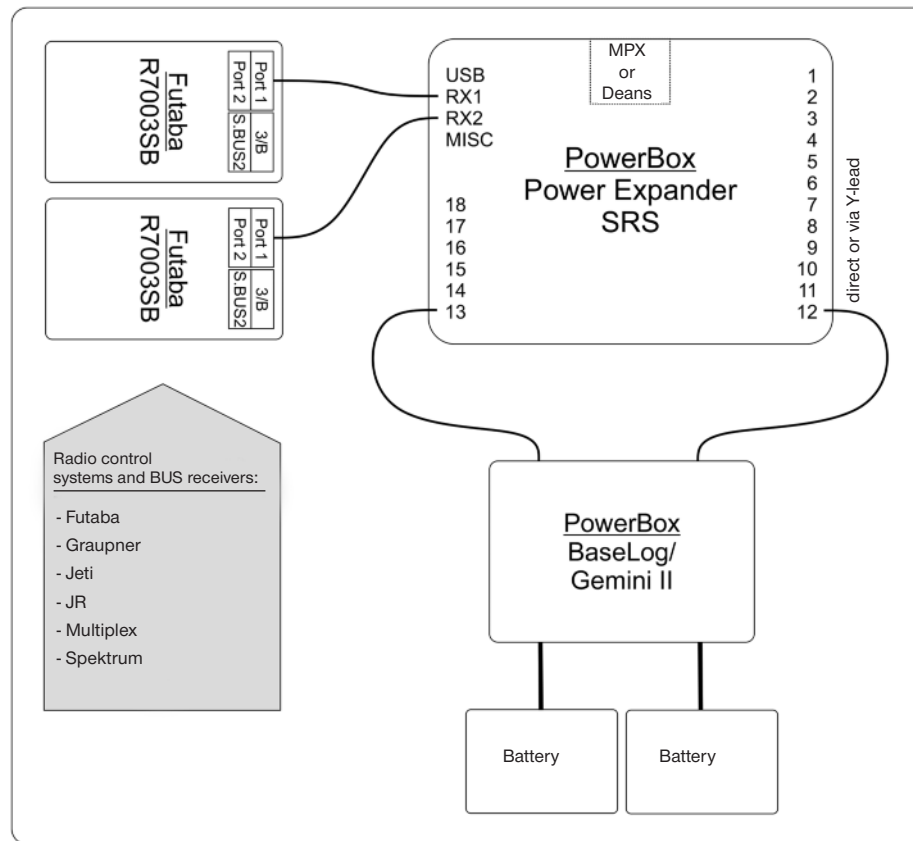 Futaba
R7003SB
Port 1
Port 2
3/B
S.BUS2
Futaba
R7003SB
Port 1
Port 2
3/B
S.BUS2
MPX
or
Deans
USB
RX1
RX2
MISC
18
17
16
15
14
13
PowerBox
Power Expander
SRS
1
2
3
4
5
6
7
8
9
10
11
12
direct or via Y-lead
Radio control
systems and BUS receivers:
- Futaba
- Graupner
- Jeti
- JR
- Multiplex
- Spektrum
PowerBox
BaseLog/
Gemini II
Battery
Battery